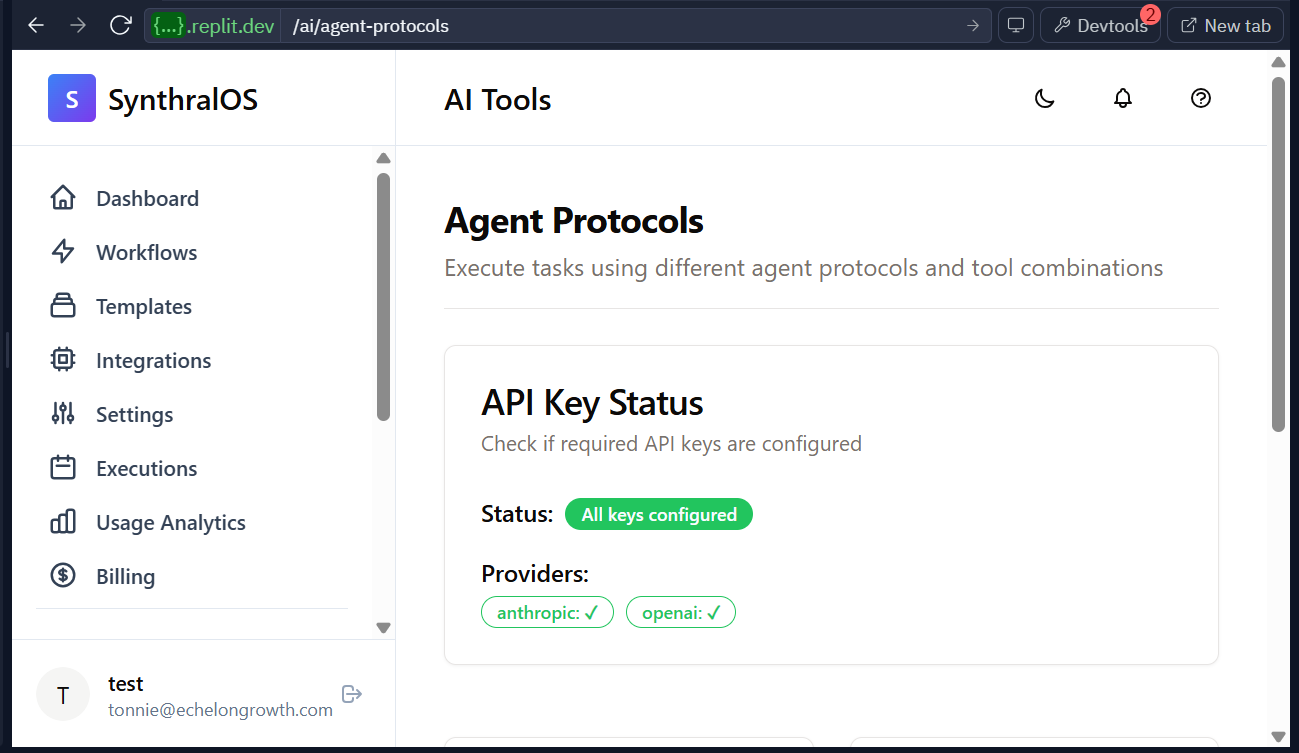 {...}.replit.dev /ai/agent-protocols
Devtools 2
New tab
S SynthralOS
AI Tools
Dashboard
Workflows
Templates
Integrations
Settings
Executions
Usage Analytics
Billing
T
test
tonnie@echelongrowth.com
Agent Protocols
Execute tasks using different agent protocols and tool combinations
API Key Status
Check if required API keys are configured
Status: All keys configured
Providers:
anthropic: ✓ openai: ✓